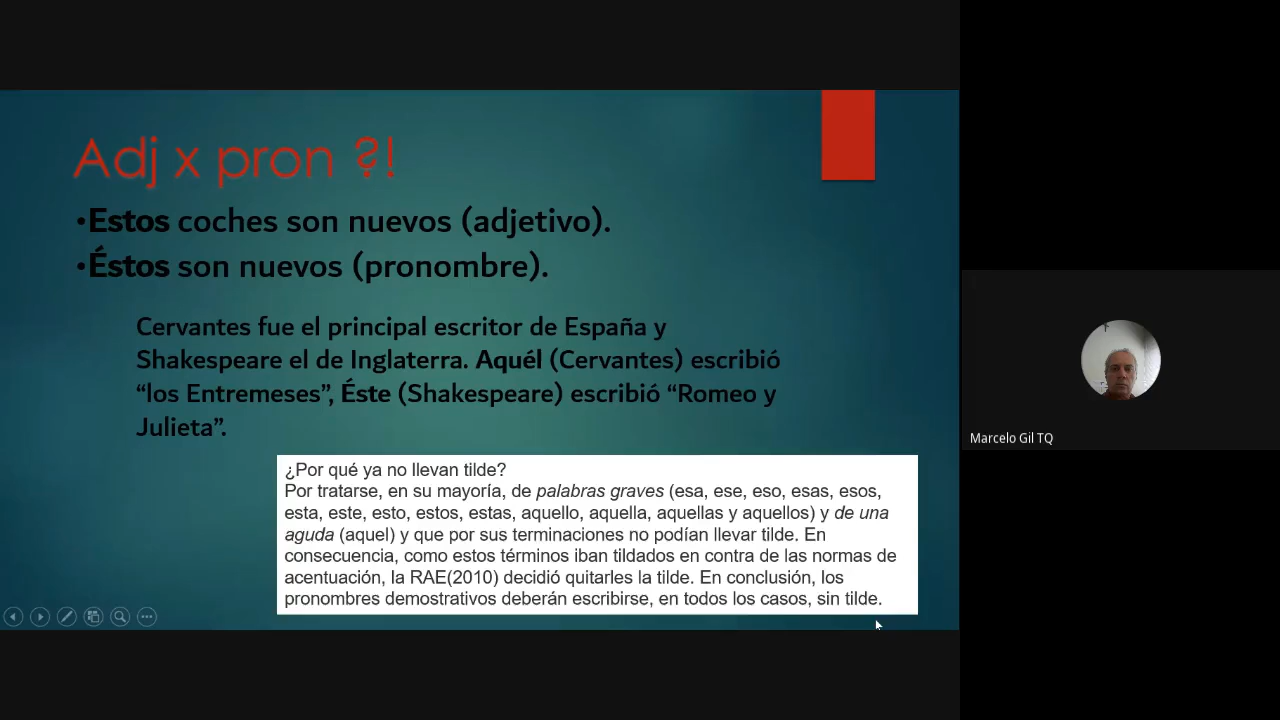 Adj x pron ?!
•Estos coches son nuevos (adjetivo).
•Éstos son nuevos (pronombre).
Cervantes fue el principal escritor de España y
Shakespeare el de Inglaterra. Aquél (Cervantes) escribió
“los Entremeses”, Éste (Shakespeare) escribió “Romeo y
Julieta”.
¿Por qué ya no llevan tilde?
Por tratarse, en su mayoría, de palabras graves (esa, ese, eso, esas, esos,
esta, este, esto, estos, estas, aquello, aquella, aquellas y aquellos) y de una
aguda (aquel) y que por sus terminaciones no podían llevar tilde. En
consecuencia, como estos términos iban tildados en contra de las normas de
acentuación, la RAE(2010) decidió quitarles la tilde. En conclusión, los
pronombres demostrativos deberán escribirse, en todos los casos, sin tilde.
Marcelo Gil TQ